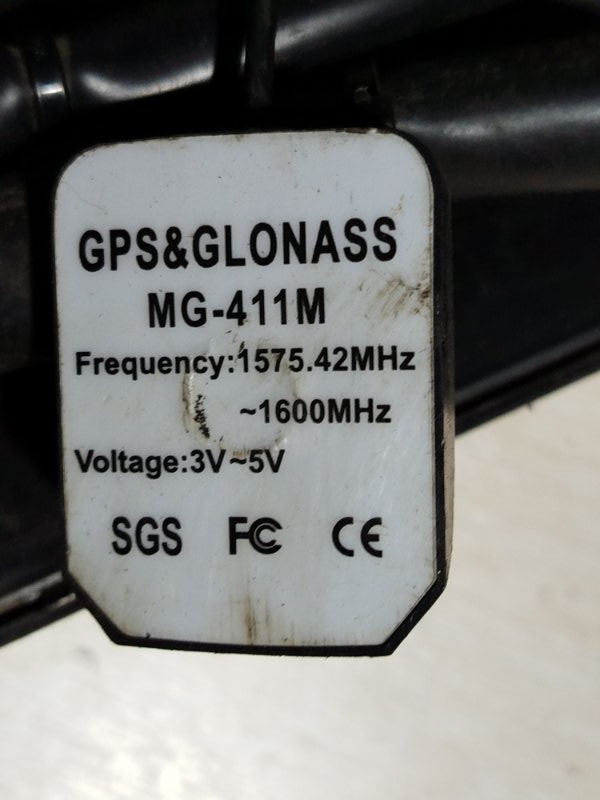 GPS&GLONASS
MG-411M
Frequency:1575.42MHz
~1600MHz
Voltage:3V~5V
SGS FC CE